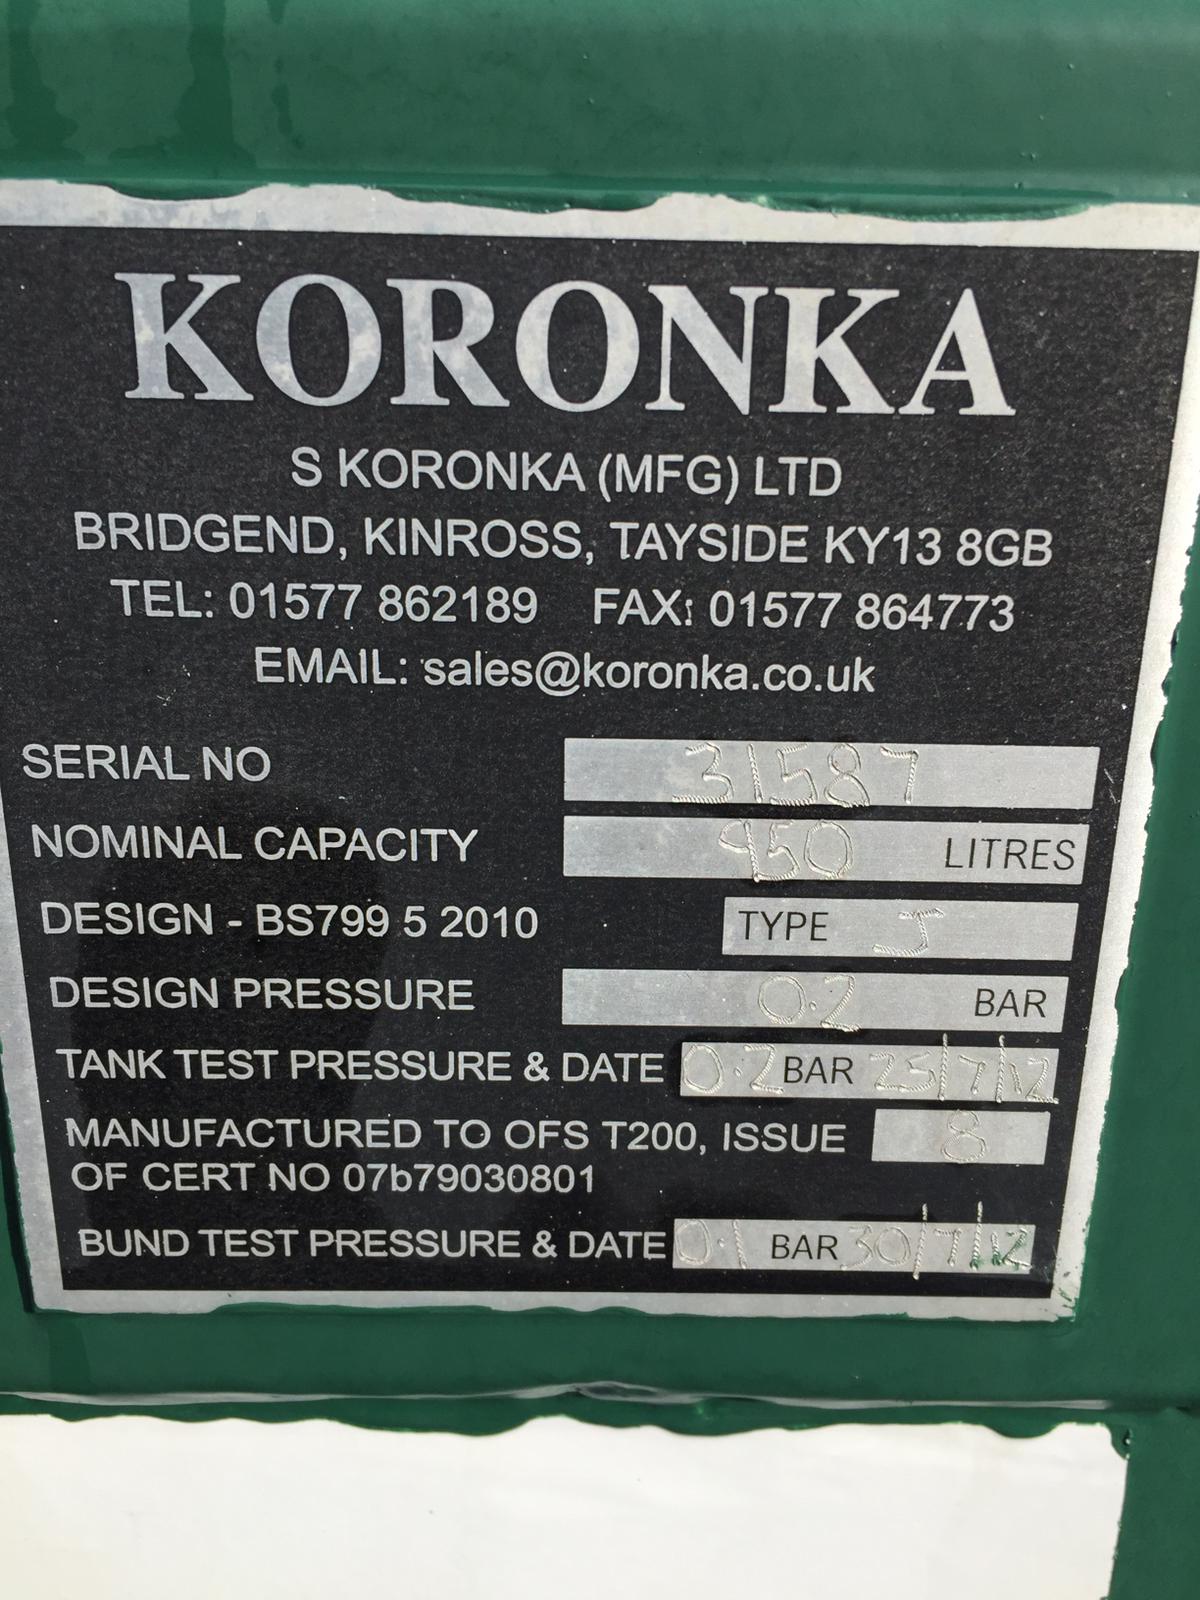 KORONKA
S KORONKA (MFG) LTD
BRIDGEND, KINROSS, TAYSIDE KY13 8GB
TEL: 01577 862189 FAX: 01577 864773
EMAIL: sales@koronka.co.uk
SERIAL NO 31587
NOMINAL CAPACITY 950 LITRES
DESIGN - BS799 5 2010 TYPE J
DESIGN PRESSURE 0.2 BAR
TANK TEST PRESSURE & DATE 0.2 BAR 25/7/12
MANUFACTURED TO OFS T200, ISSUE 8
OF CERT NO 07b79030801
BUND TEST PRESSURE & DATE 0.1 BAR 30/7/12